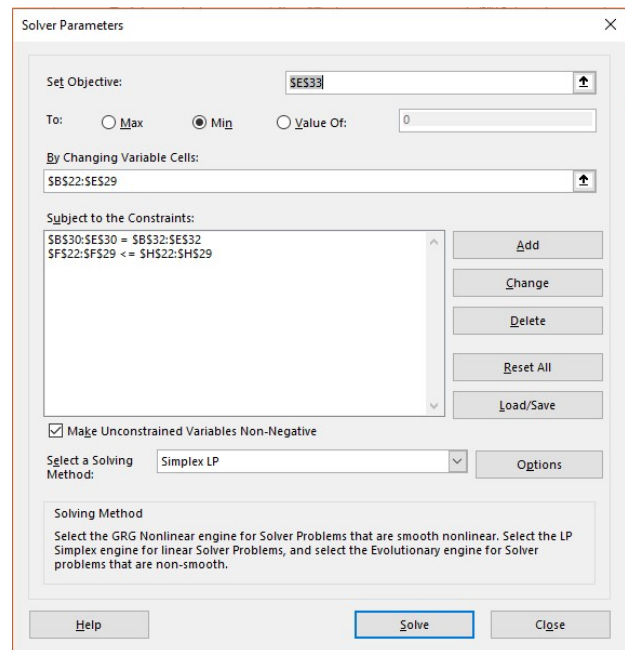 Solver Parameters
Set Objective:
$E$33
To:
Max
Min
Value Of:
0
By Changing Variable Cells:
$B$22:$E$29
Subject to the Constraints:
$B$30:$E$30 = $B$32:$E$32
$F$22:$F$29 <= $H$22:$H$29
Add
Change
Delete
Reset All
Load/Save
Make Unconstrained Variables Non-Negative
Select a Solving
Method:
Simplex LP
Options
Solving Method
Select the GRG Nonlinear engine for Solver Problems that are smooth nonlinear. Select the LP
Simplex engine for linear Solver Problems, and select the Evolutionary engine for Solver
problems that are non-smooth.
Help
Solve
Close